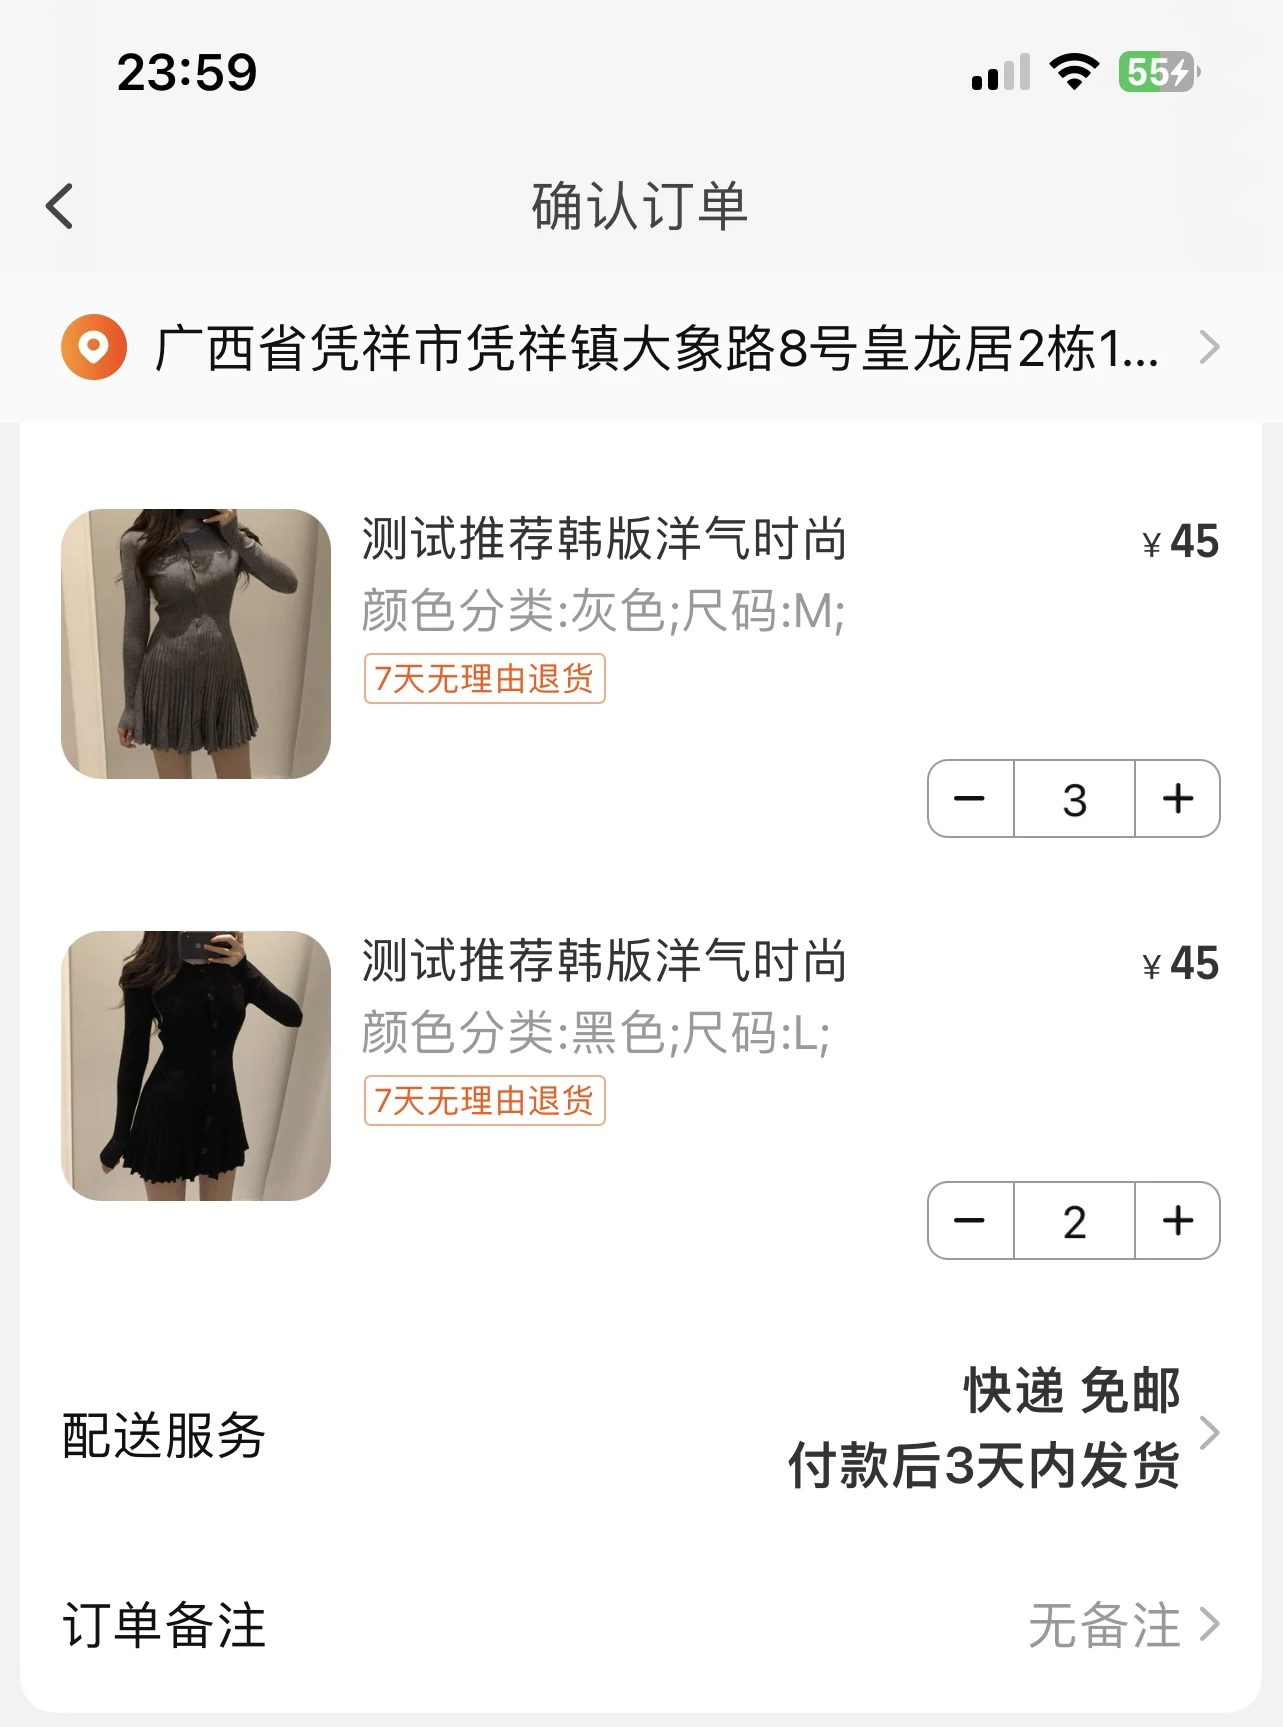 23:59
55
确认订单
广西省凭祥市凭祥镇大象路8号皇龙居2栋1...
测试推荐韩版洋气时尚
¥45
颜色分类:灰色;尺码:M;
7天无理由退货
3
测试推荐韩版洋气时尚
¥45
颜色分类:黑色;尺码:L;
7天无理由退货
2
快递 免邮
配送服务
付款后3天内发货
订单备注
无备注